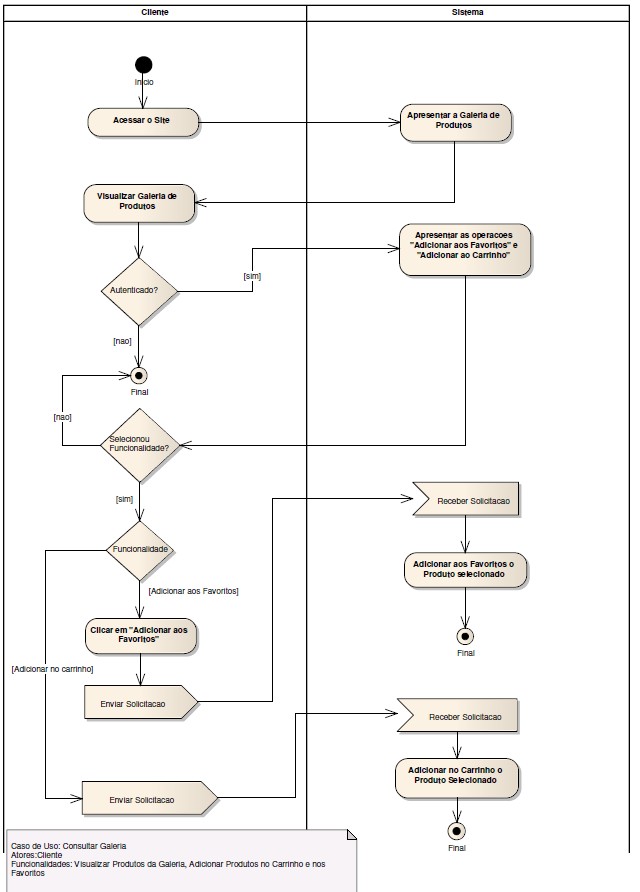 Cliente
Sistema
Inicio
Acessar o Site
Apresentar a Galeria de
Produtos
Visualizar Galeria de
Produtos
Apresentar as operacoes
"Adicionar aos Favoritos" e
"Adicionar ao Carrinho"
[sim]
Autenticado?
[nao]
Final
[nao]
Selecionou
Funcionalidade?
[sim]
Receber Solicitacao
Funcionalidade
Adicionar aos Favoritos o
Produto selecionado
[Adicionar aos Favoritos]
Clicar em "Adicionar aos
Favoritos"
Final
[Adicionar no carrinho]
Enviar Solicitacao
Receber Solicitacao
Adicionar no Carrinho o
Produto Selecionado
Enviar Solicitacao
Final
Caso de Uso: Consultar Galeria
Atores:Cliente
Funcionalidades: Visualizar Produtos da Galeria, Adicionar Produtos no Carrinho e nos
Favoritos